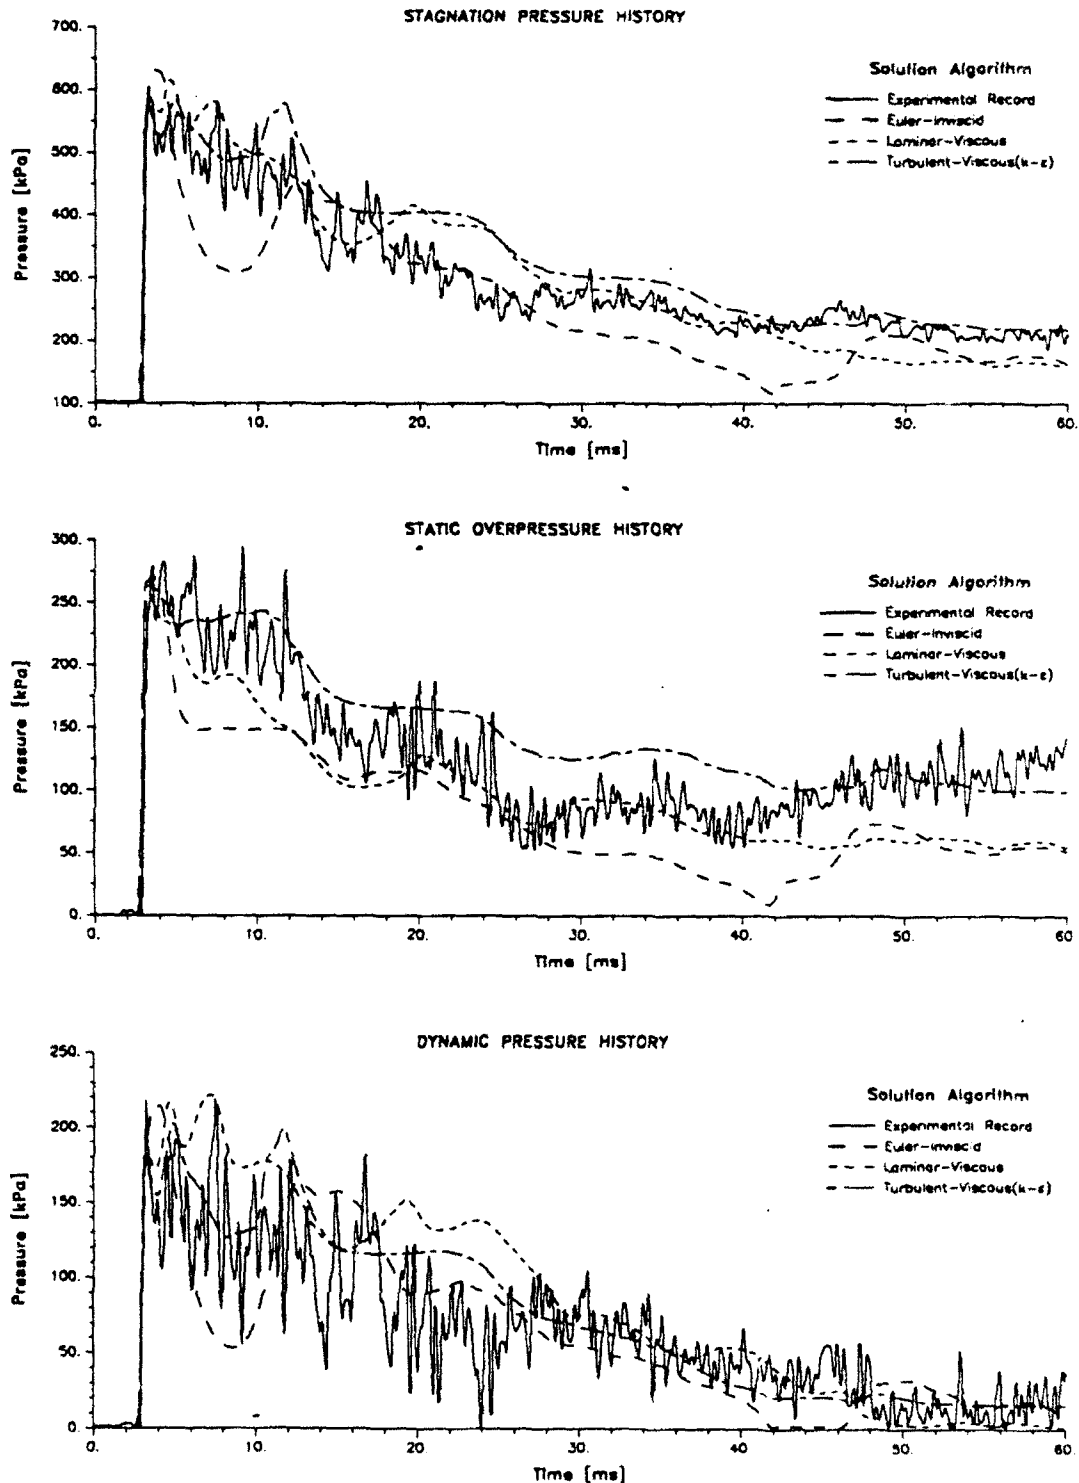 STAGNATION PRESSURE HISTORY
Solution Algorithm
Experimental Record
Euler-Inviscid
Laminar-Viscous
Turbulent-Viscous(k-ε)
Pressure [kPa]
700.
600.
500.
400.
300.
200.
100.
0. 10. 20. 30. 40. 50. 60.
Time [ms]
STATIC OVERPRESSURE HISTORY
Solution Algorithm
Experimental Record
Euler-Inviscid
Laminar-Viscous
Turbulent-Viscous(k-ε)
Pressure [kPa]
300.
250.
200.
150.
100.
50.
0.
0. 10. 20. 30. 40. 50. 60.
Time [ms]
DYNAMIC PRESSURE HISTORY
Solution Algorithm
Experimental Record
Euler-Inviscid
Laminar-Viscous
Turbulent-Viscous(k-ε)
Pressure [kPa]
250.
200.
150.
100.
50.
0.
0. 10. 20. 30. 40. 50. 60.
Time [ms]